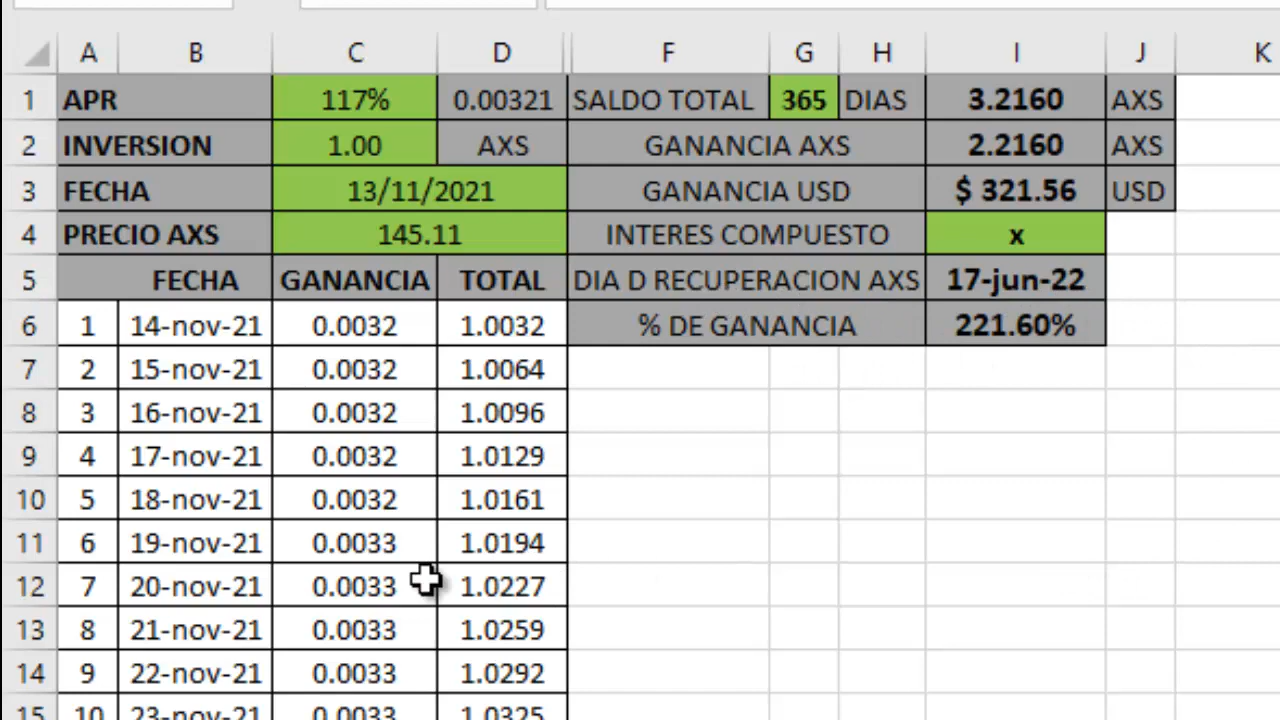 A B C D F G H I J K
1 APR 117% 0.00321 SALDO TOTAL 365 DIAS 3.2160 AXS
2 INVERSION 1.00 AXS GANANCIA AXS 2.2160 AXS
3 FECHA 13/11/2021 GANANCIA USD $ 321.56 USD
4 PRECIO AXS 145.11 INTERES COMPUESTO x
5 FECHA GANANCIA TOTAL DIA D RECUPERACION AXS 17-jun-22
6 1 14-nov-21 0.0032 1.0032 % DE GANANCIA 221.60%
7 2 15-nov-21 0.0032 1.0064
8 3 16-nov-21 0.0032 1.0096
9 4 17-nov-21 0.0032 1.0129
10 5 18-nov-21 0.0032 1.0161
11 6 19-nov-21 0.0033 1.0194
12 7 20-nov-21 0.0033 1.0227
13 8 21-nov-21 0.0033 1.0259
14 9 22-nov-21 0.0033 1.0292
15 10 23-nov-21 0.0033 1.0325